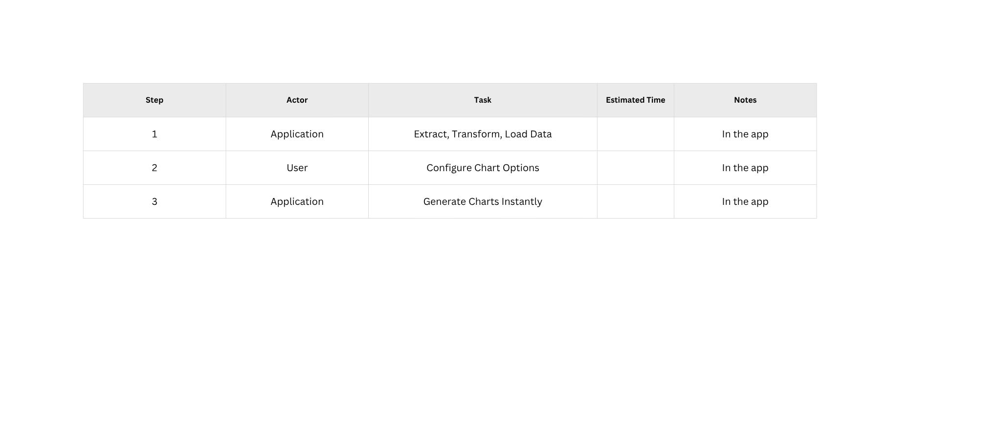 Step Actor Task Estimated Time Notes
1 Application Extract, Transform, Load Data In the app
2 User Configure Chart Options In the app
3 Application Generate Charts Instantly In the app